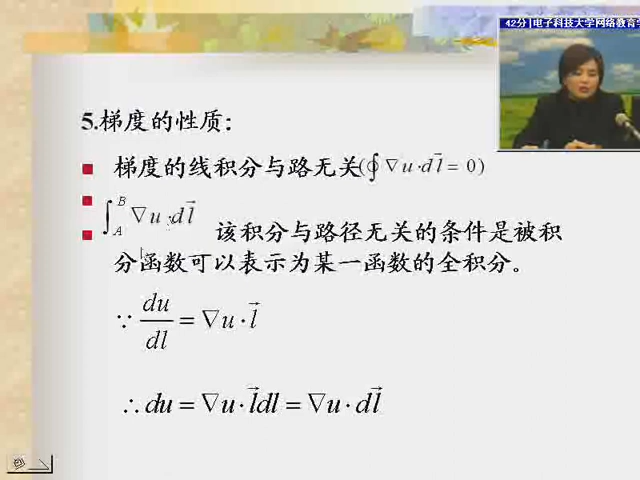 42分|电子科技大学网络教育学
5.梯度的性质：
梯度的线积分与路无关(∮∇u·dl⃗ = 0)
∫_A^B ∇u·dl⃗
该积分与路径无关的条件是被积
分函数可以表示为某一函数的全积分。
∵ du/dl = ∇u·l⃗
∴ du = ∇u·l⃗dl = ∇u·dl⃗